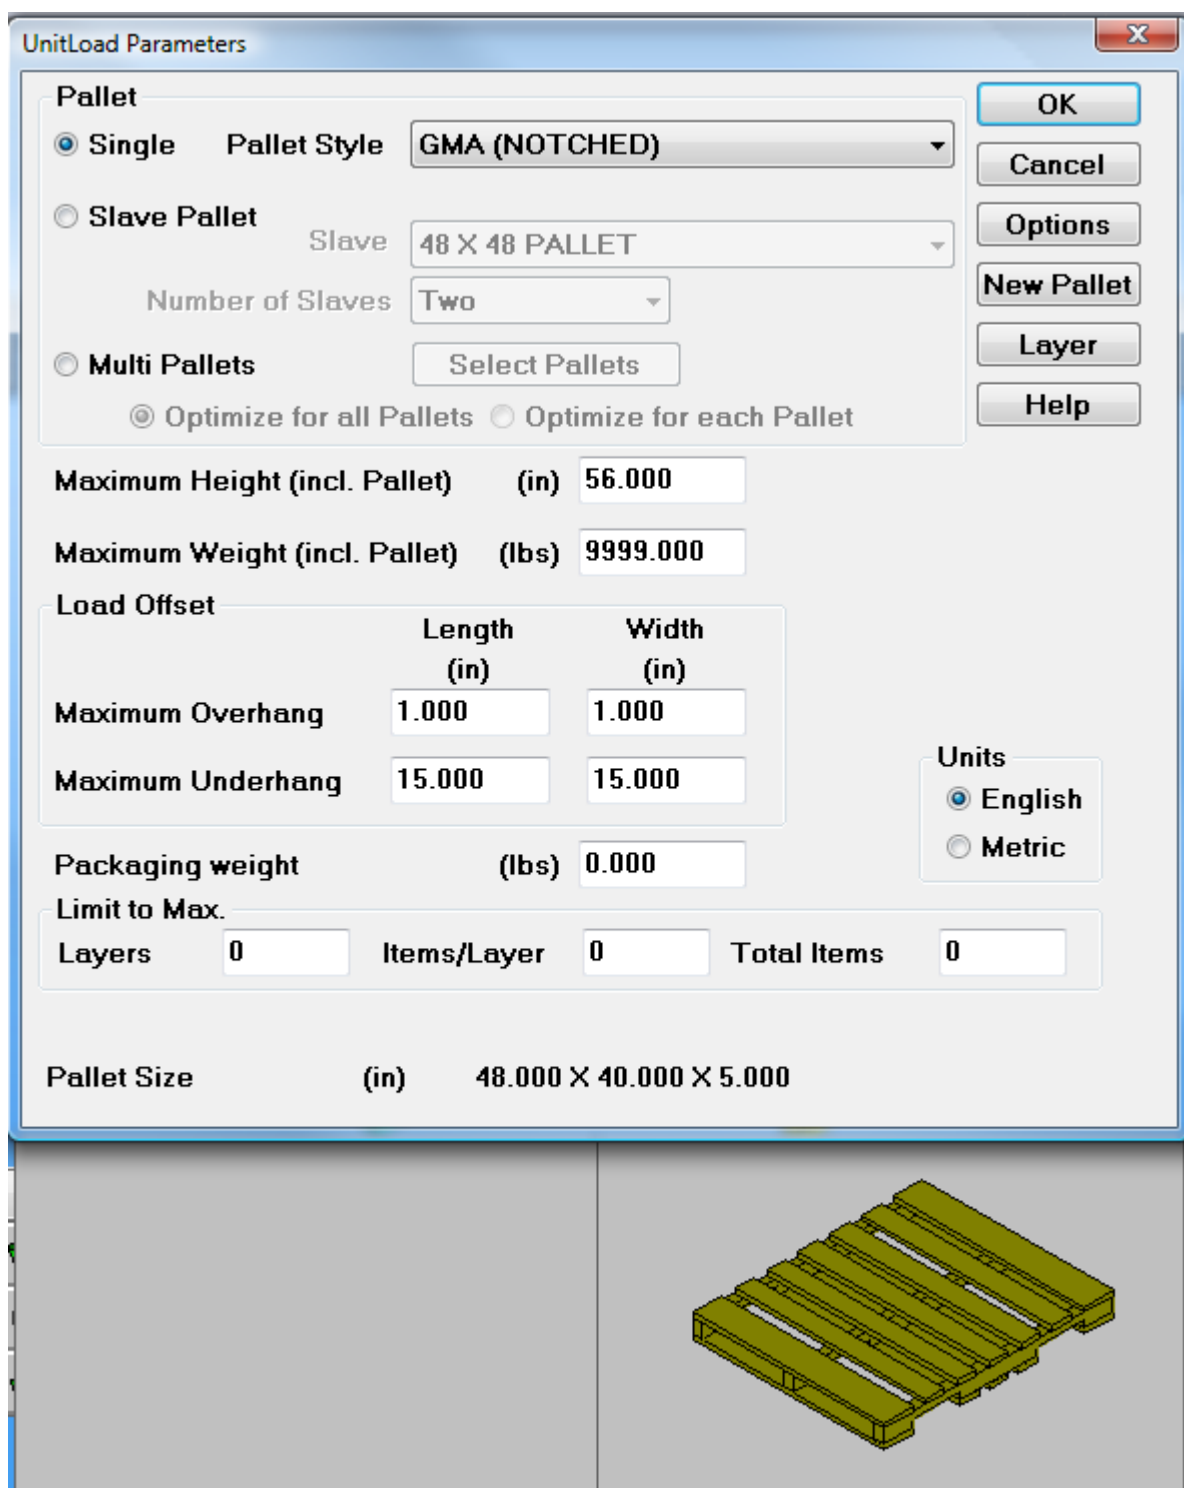 UnitLoad Parameters
Pallet
Single Pallet Style GMA (NOTCHED)
OK
Cancel
Slave Pallet
Slave 48 X 48 PALLET
Options
Number of Slaves Two
New Pallet
Multi Pallets Select Pallets
Layer
Optimize for all Pallets Optimize for each Pallet
Help
Maximum Height (incl. Pallet) (in) 56.000
Maximum Weight (incl. Pallet) (lbs) 9999.000
Load Offset
Length Width
(in) (in)
Maximum Overhang 1.000 1.000
Maximum Underhang 15.000 15.000
Units
English
Metric
Packaging weight (lbs) 0.000
Limit to Max.
Layers 0 Items/Layer 0 Total Items 0
Pallet Size (in) 48.000 X 40.000 X 5.000